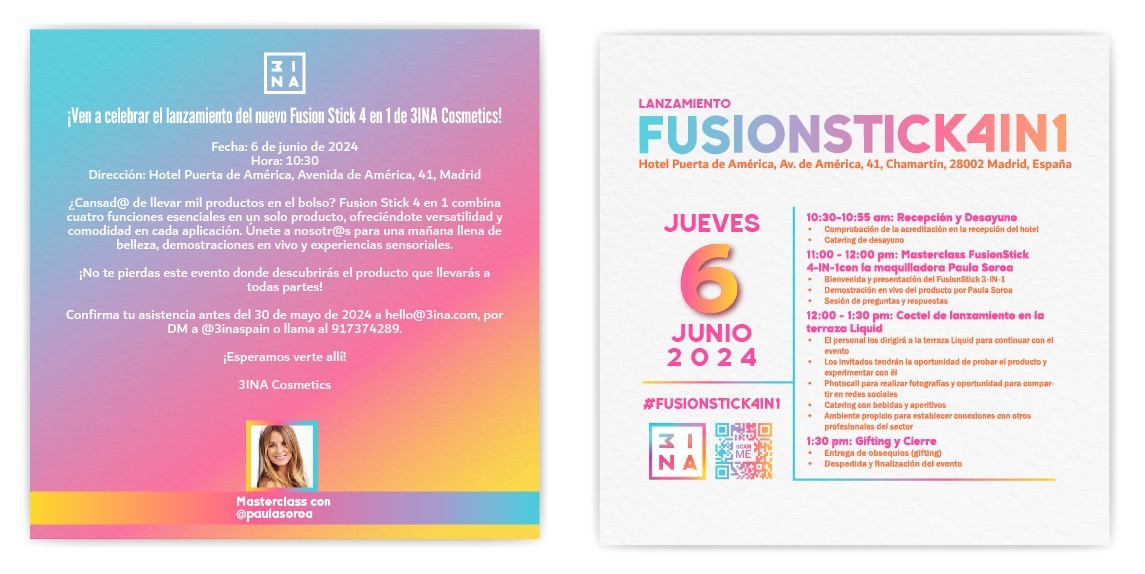 3INA
¡Ven a celebrar el lanzamiento del nuevo Fusion Stick 4 en 1 de 3INA Cosmetics!
Fecha: 6 de junio de 2024
Hora: 10:30
Dirección: Hotel Puerta de América, Avenida de América, 41, Madrid
¿Cansad@ de llevar mil productos en el bolso? Fusion Stick 4 en 1 combina
cuatro funciones esenciales en un solo producto, ofreciéndote versatilidad y
comodidad en cada aplicación. Únete a nosotr@s para una mañana llena de
belleza, demostraciones en vivo y experiencias sensoriales.
¡No te pierdas este evento donde descubrirás el producto que llevarás a
todas partes!
Confirma tu asistencia antes del 30 de mayo de 2024 a hello@3ina.com, por
DM a @3inaspain o llama al 917374289.
¡Esperamos verte allí!
3INA Cosmetics
Masterclass con
@paulasoroa
LANZAMIENTO
FUSIONSTICK4IN1
Hotel Puerta de América, Av. de América, 41, Chamartín, 28002 Madrid, España
JUEVES
6
JUNIO
2024
#FUSIONSTICK4IN1
3INA
SCAN
ME
10:30-10:55 am: Recepción y Desayuno
• Comprobación de la acreditación en la recepción del hotel
• Catering de desayuno
11:00 - 12:00 pm: Masterclass FusionStick
4-IN-1con la maquilladora Paula Soroa
• Bienvenida y presentación del FusionStick 3-IN-1
• Demostración en vivo del producto por Paula Soroa
• Sesión de preguntas y respuestas
12:00 - 1:30 pm: Coctel de lanzamiento en la
terraza Liquid
• El personal los dirigirá a la terraza Liquid para continuar con el
evento
• Los invitados tendrán la oportunidad de probar el producto y
experimentar con él
• Photocall para realizar fotografías y oportunidad para compar-
tir en redes sociales
• Catering con bebidas y aperitivos
• Ambiente propicio para establecer conexiones con otros
profesionales del sector
1:30 pm: Gifting y Cierre
• Entrega de obsequios (gifting)
• Despedida y finalización del evento